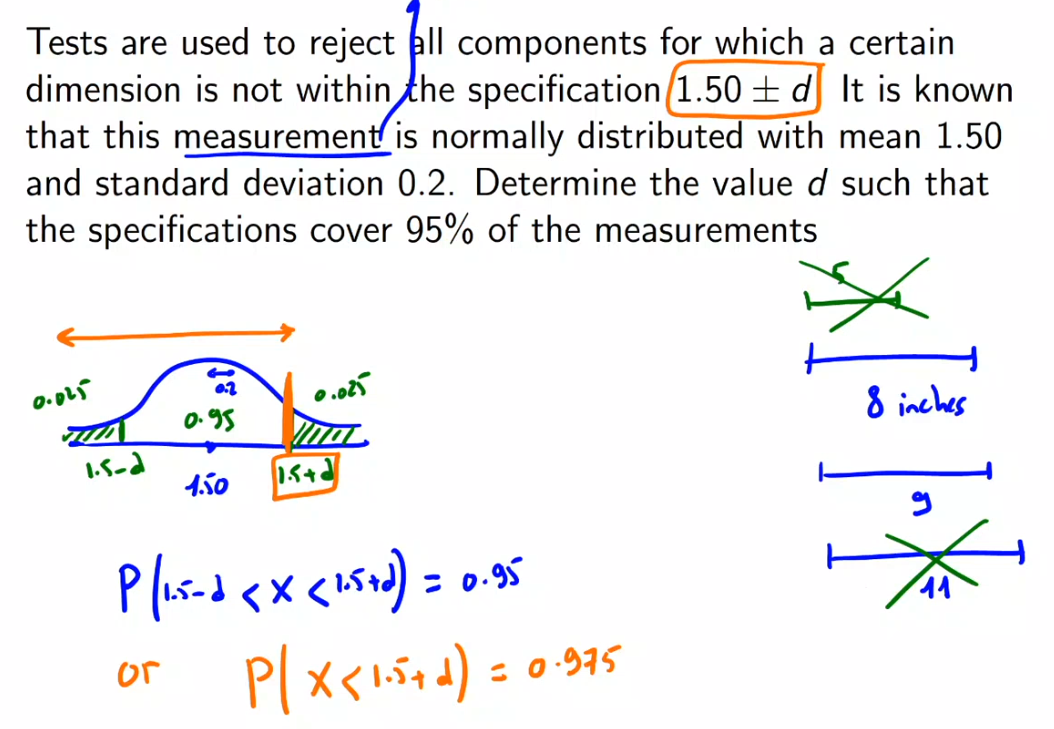 Tests are used to reject all components for which a certain
dimension is not within the specification 1.50 ± d  It is known
that this measurement is normally distributed with mean 1.50
and standard deviation 0.2. Determine the value d such that
the specifications cover 95% of the measurements
5
8 inches
9
11
0.025
0.2
0.025
0.95
1.5-d
1.50
1.5+d
P(1.5-d < X < 1.5+d) = 0.95
or P( X < 1.5+d) = 0.975